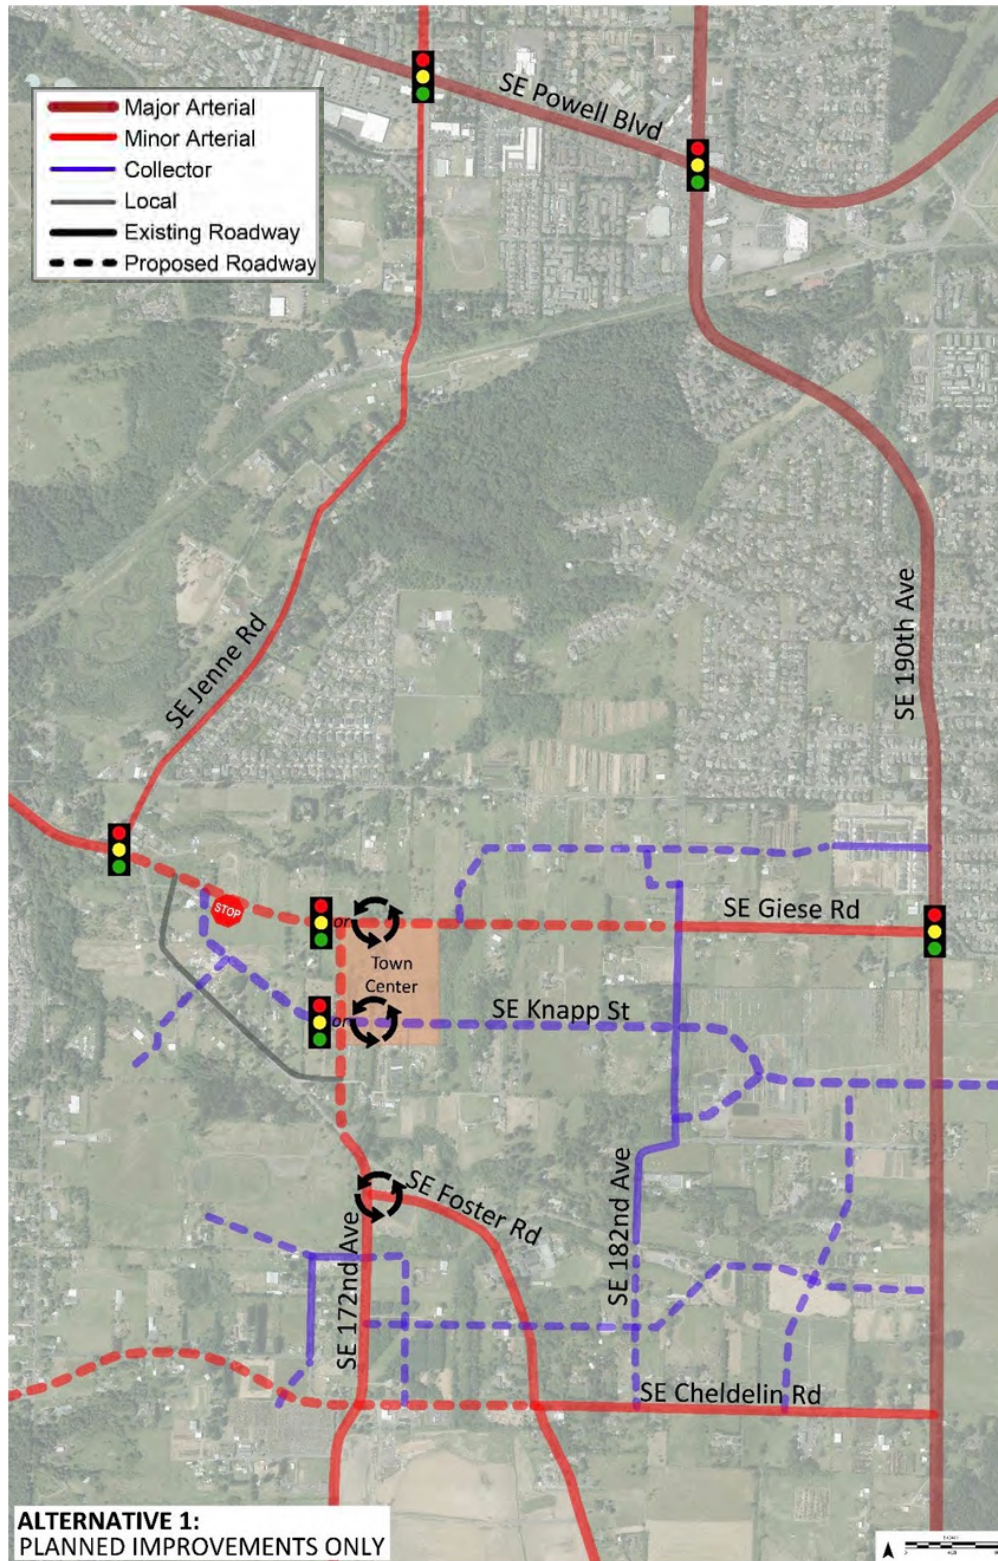 SE Powell Blvd
Major Arterial
Minor Arterial
Collector
Local
Existing Roadway
Proposed Roadway
SE 190th Ave
SE Jenne Rd
STOP
or
SE Giese Rd
Town
Center
or
SE Knapp St
SE Foster Rd
SE 182nd Ave
SE 172nd Ave
SE Cheldelin Rd
ALTERNATIVE 1:
PLANNED IMPROVEMENTS ONLY